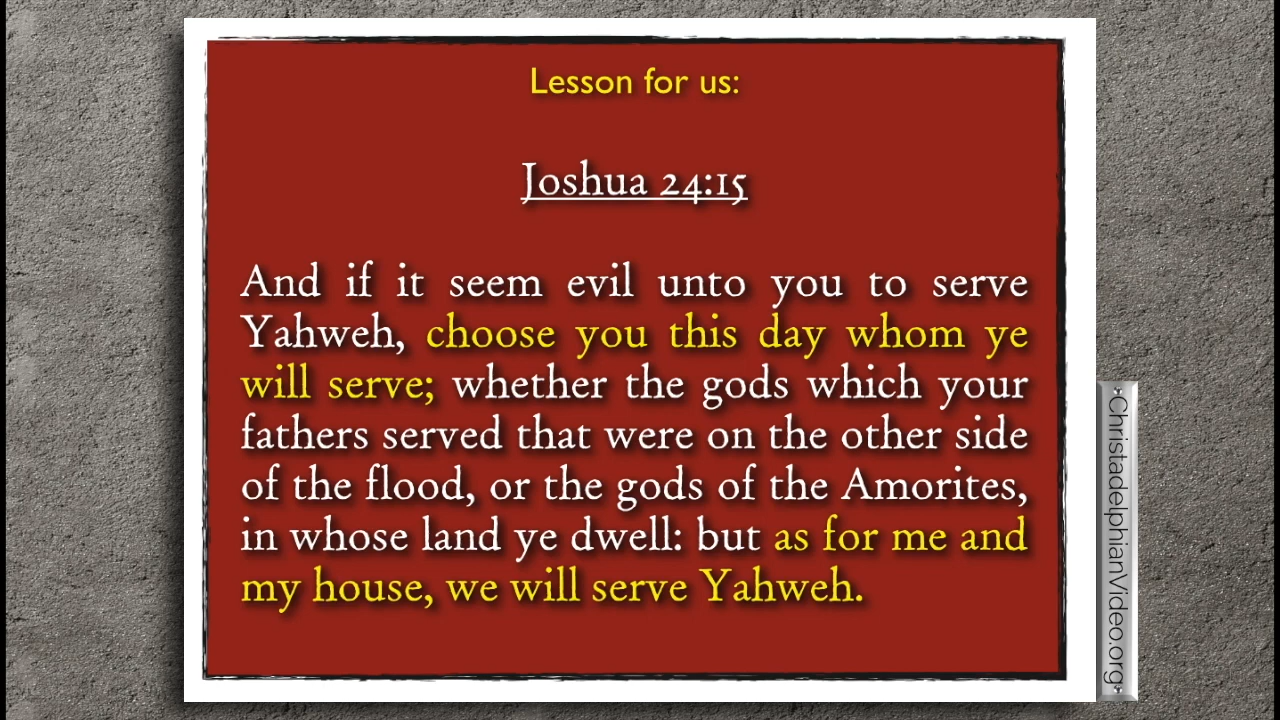 Lesson for us:
Joshua 24:15
And if it seem evil unto you to serve
Yahweh, choose you this day whom ye
will serve; whether the gods which your
fathers served that were on the other side
of the flood, or the gods of the Amorites,
in whose land ye dwell: but as for me and
my house, we will serve Yahweh.
ChristadelphianVideo.org